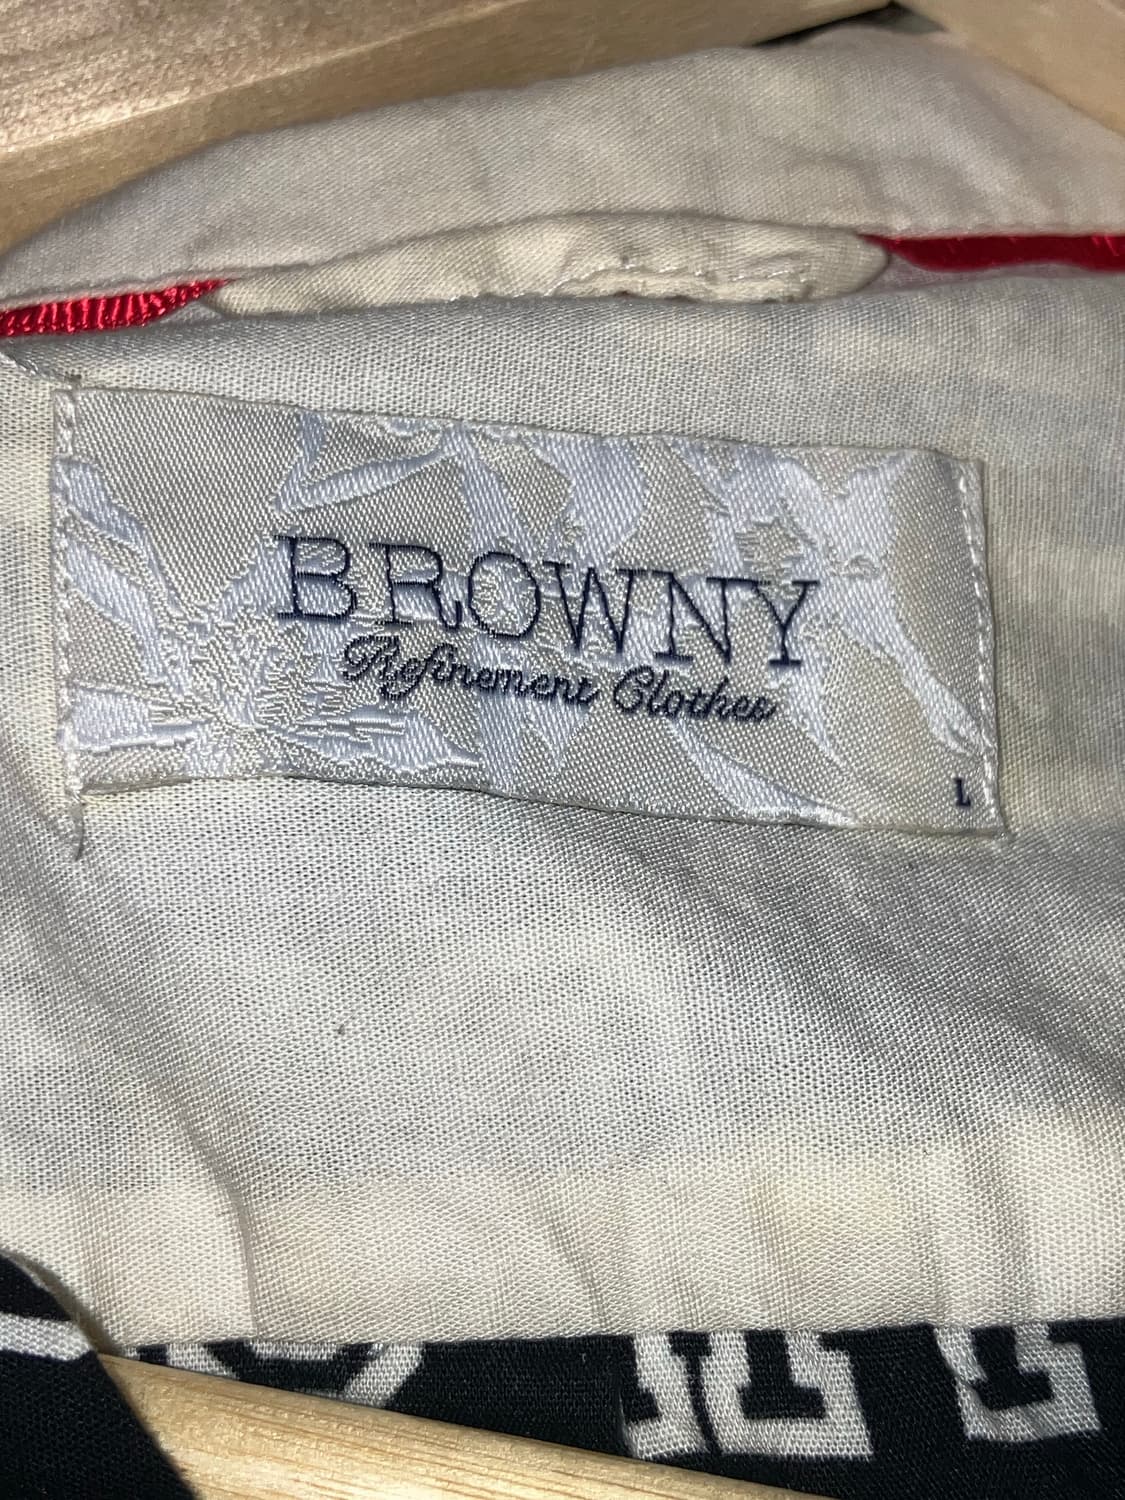 BROWNY
Refinement Clothes
L